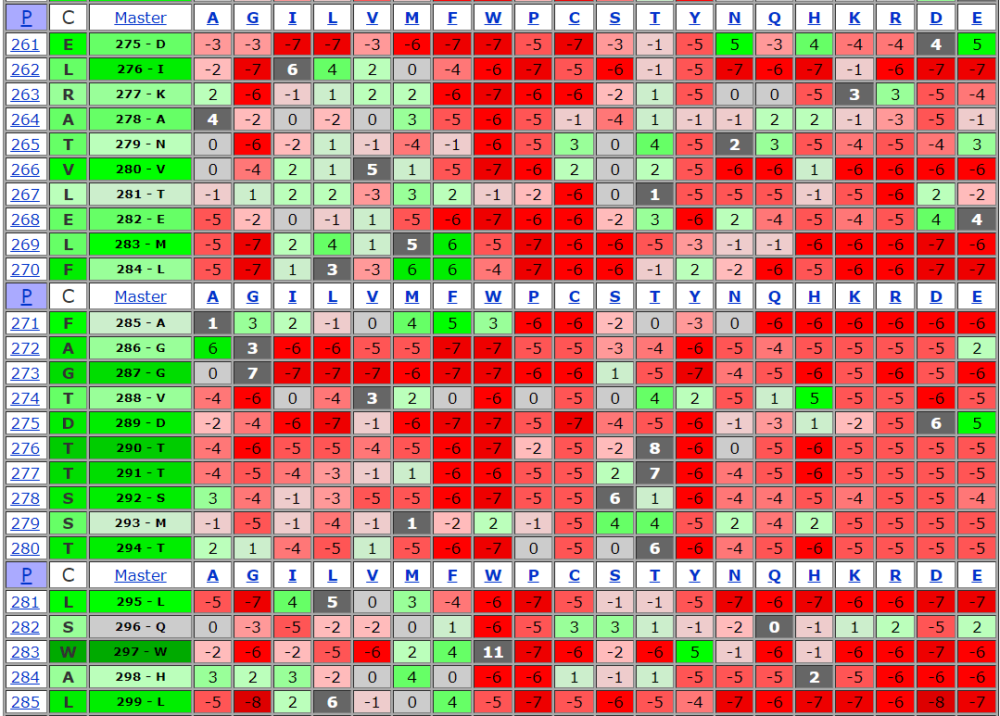 P C Master A G I L V M F W P C S T Y N Q H K R D E
261 E 275 - D -3 -3 -7 -7 -3 -6 -7 -7 -5 -7 -3 -1 -5 5 -3 4 -4 -4 4 5
262 L 276 - I -2 -7 6 4 2 0 -4 -6 -7 -5 -6 -1 -5 -7 -6 -7 -1 -6 -7 -7
263 R 277 - K 2 -6 -1 1 2 2 -6 -7 -6 -6 -2 1 -5 0 0 -5 3 3 -5 -4
264 A 278 - A 4 -2 0 -2 0 3 -5 -6 -5 -1 -4 1 -1 -1 2 2 -1 -3 -5 -1
265 T 279 - N 0 -6 -2 1 -1 -4 -1 -6 -5 3 0 4 -5 2 3 -5 -4 -5 -4 3
266 V 280 - V 0 -4 2 1 5 1 -5 -7 -6 2 0 2 -5 -6 -6 1 -6 -6 -6 -6
267 L 281 - T -1 1 2 2 -3 3 2 -1 -2 -6 0 1 -5 -5 -5 -1 -5 -6 2 -2
268 E 282 - E -5 -2 0 -1 1 -5 -6 -7 -6 -6 -2 3 -6 2 -4 -5 -4 -5 4 4
269 L 283 - M -5 -7 2 4 1 5 6 -5 -7 -6 -6 -5 -3 -1 -1 -6 -6 -6 -7 -6
270 F 284 - L -5 -7 1 3 -3 6 6 -4 -7 -6 -6 -1 2 -2 -6 -5 -6 -6 -7 -7
P C Master A G I L V M F W P C S T Y N Q H K R D E
271 F 285 - A 1 3 2 -1 0 4 5 3 -6 -6 -2 0 -3 0 -6 -6 -6 -6 -6 -6
272 A 286 - G 6 3 -6 -6 -5 -5 -7 -7 -5 -5 -3 -4 -6 -5 -4 -5 -5 -5 -5 2
273 G 287 - G 0 7 -7 -7 -7 -6 -7 -7 -6 -6 1 -5 -7 -4 -5 -6 -5 -6 -5 -6
274 T 288 - V -4 -6 0 -4 3 2 0 -6 0 -5 0 4 2 -5 1 5 -5 -5 -6 -5
275 D 289 - D -2 -4 -6 -7 -1 -6 -7 -7 -5 -7 -4 -5 -6 -1 -3 1 -2 -5 6 5
276 T 290 - T -4 -6 -5 -5 -4 -5 -6 -7 -2 -5 -2 8 -6 0 -5 -6 -5 -5 -5 -5
277 T 291 - T -4 -5 -4 -3 -1 1 -6 -6 -5 -5 2 7 -6 -4 -5 -6 -5 -5 -5 -5
278 S 292 - S 3 -4 -1 -3 -5 -5 -6 -7 -5 -5 6 1 -6 -4 -4 -5 -4 -5 -5 -4
279 S 293 - M -1 -5 -1 -4 -1 1 -2 2 -1 -5 4 4 -5 2 -4 2 -5 -5 -5 -5
280 T 294 - T 2 1 -4 -5 1 -5 -6 -7 0 -5 0 6 -6 -4 -5 -6 -5 -5 -5 -5
P C Master A G I L V M F W P C S T Y N Q H K R D E
281 L 295 - L -5 -7 4 5 0 3 -4 -6 -7 -5 -1 -1 -5 -7 -6 -7 -6 -6 -7 -7
282 S 296 - Q 0 -3 -5 -2 -2 0 1 -6 -5 3 3 1 -1 -2 0 -1 1 2 -5 2
283 W 297 - W -2 -6 -2 -5 -6 2 4 11 -7 -6 -2 -6 5 -1 -6 -1 -6 -6 -7 -6
284 A 298 - H 3 2 3 -2 0 4 0 -6 -6 1 -1 1 -5 -5 -5 2 -5 -6 -6 -6
285 L 299 - L -5 -8 2 6 -1 0 4 -5 -7 -5 -6 -5 -4 -7 -6 -7 -7 -6 -8 -7